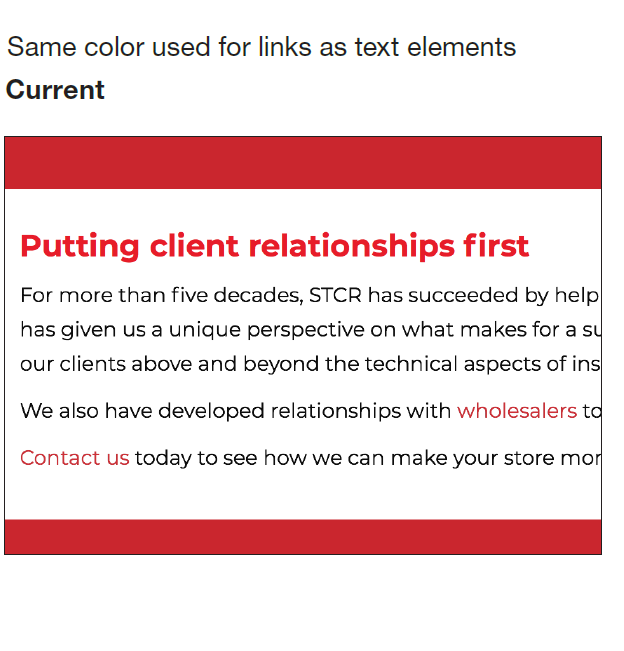 Same color used for links as text elements
Current
Putting client relationships first
For more than five decades, STCR has succeeded by help
has given us a unique perspective on what makes for a su
our clients above and beyond the technical aspects of ins
We also have developed relationships with wholesalers to
Contact us today to see how we can make your store mor